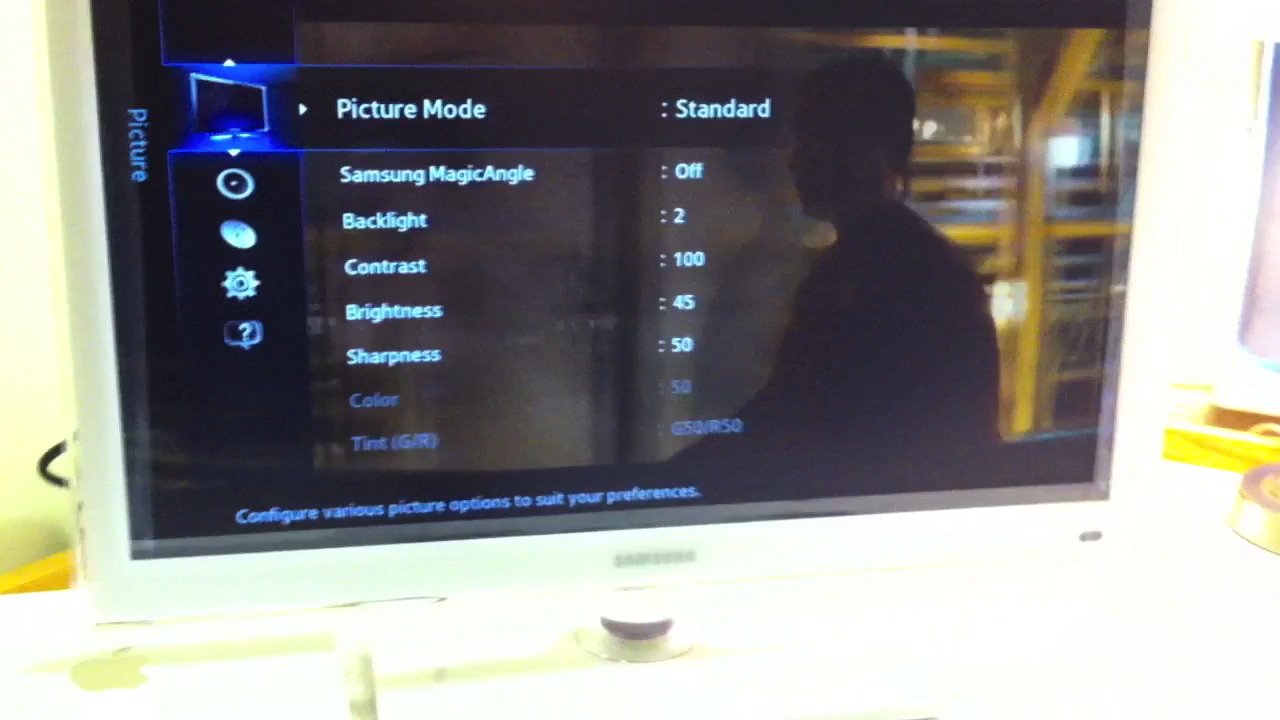 Picture
Picture Mode : Standard
Samsung MagicAngle : Off
Backlight : 2
Contrast : 100
Brightness : 45
Sharpness : 50
Color : 50
Tint (G/R) : G50/R50
Configure various picture options to suit your preferences.
SAMSUNG